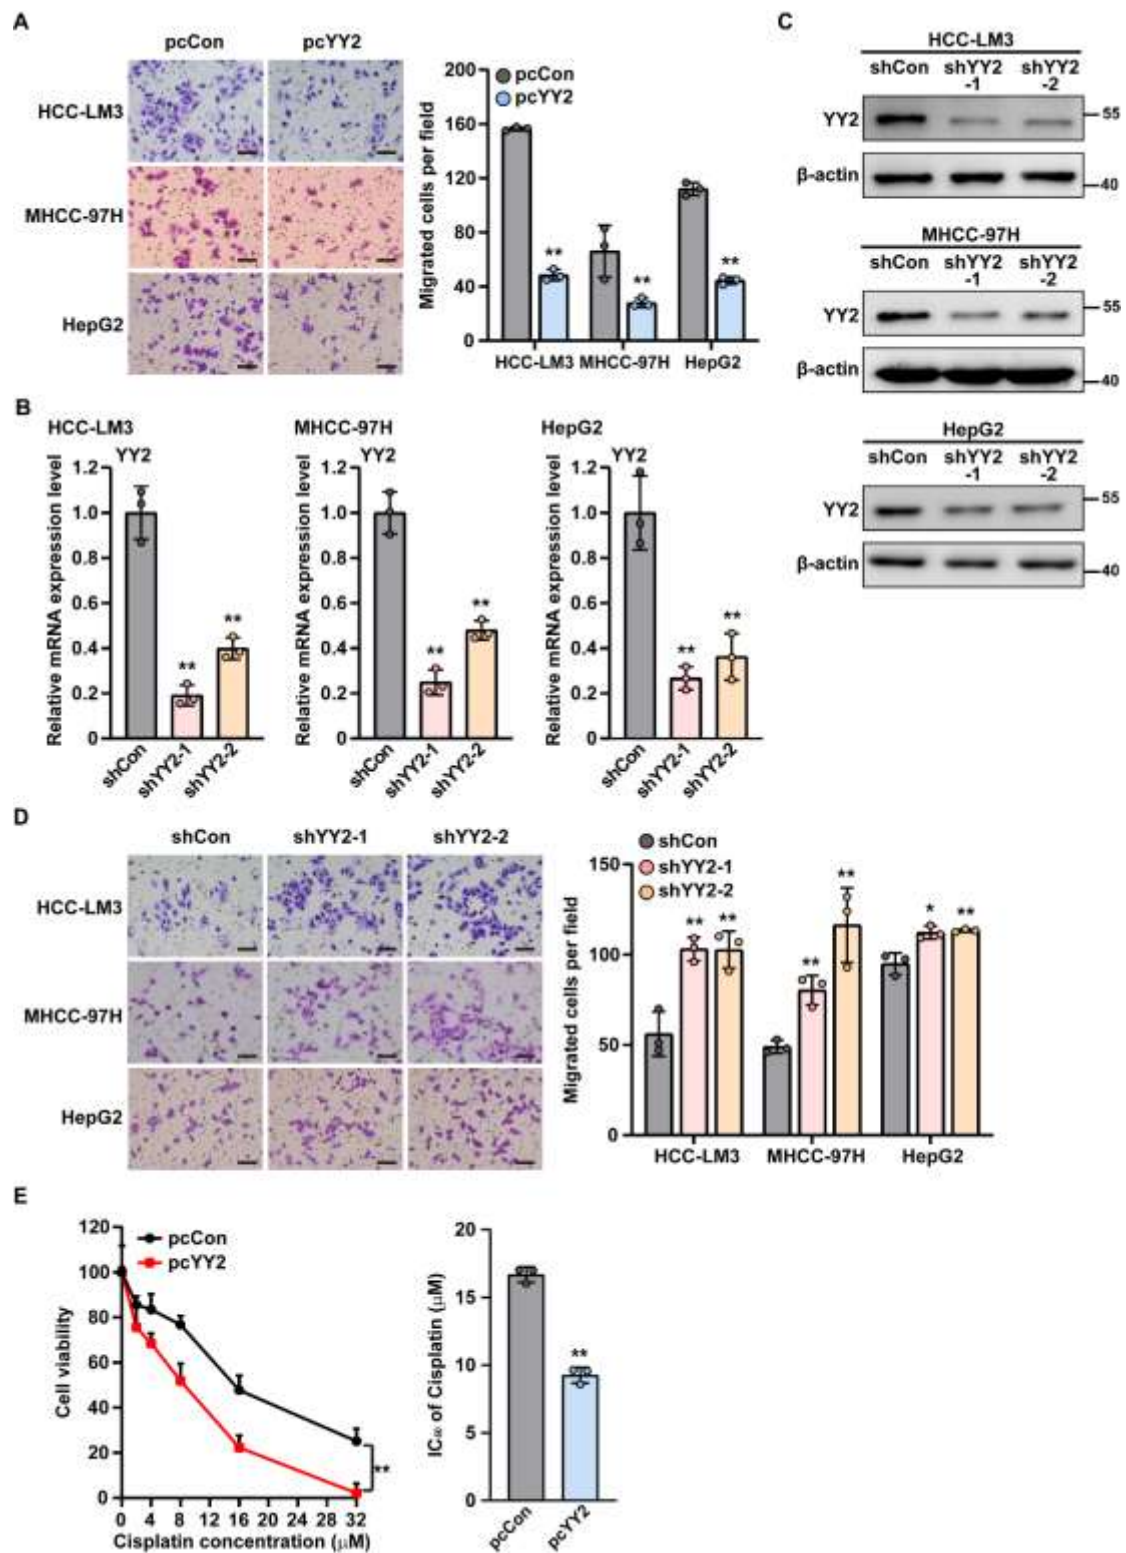 A
pcCon pcYY2
HCC-LM3
MHCC-97H
HepG2
Migrated cells per field
200
160
120
80
40
0
pcCon
pcYY2
** ** **
HCC-LM3 MHCC-97H HepG2
C
HCC-LM3
shCon shYY2-1 shYY2-2
YY2 55
β-actin 40
MHCC-97H
shCon shYY2-1 shYY2-2
YY2 55
β-actin 40
HepG2
shCon shYY2-1 shYY2-2
YY2 55
β-actin 40
B
HCC-LM3
YY2
Relative mRNA expression level
1.2
1.0
0.8
0.6
0.4
0.2
0
** **
shCon shYY2-1 shYY2-2
MHCC-97H
YY2
Relative mRNA expression level
1.2
1.0
0.8
0.6
0.4
0.2
0
** **
shCon shYY2-1 shYY2-2
HepG2
YY2
Relative mRNA expression level
1.2
1.0
0.8
0.6
0.4
0.2
0
** **
shCon shYY2-1 shYY2-2
D
shCon shYY2-1 shYY2-2
HCC-LM3
MHCC-97H
HepG2
Migrated cells per field
150
100
50
0
shCon
shYY2-1
shYY2-2
** ** ** ** * **
HCC-LM3 MHCC-97H HepG2
E
Cell viability
120
100
80
60
40
20
0
pcCon
pcYY2
**
0 4 8 12 16 20 24 28 32
Cisplatin concentration (μM)
of Cisplatin (μM)
20
15
10
5
0
**
pcCon pcYY2